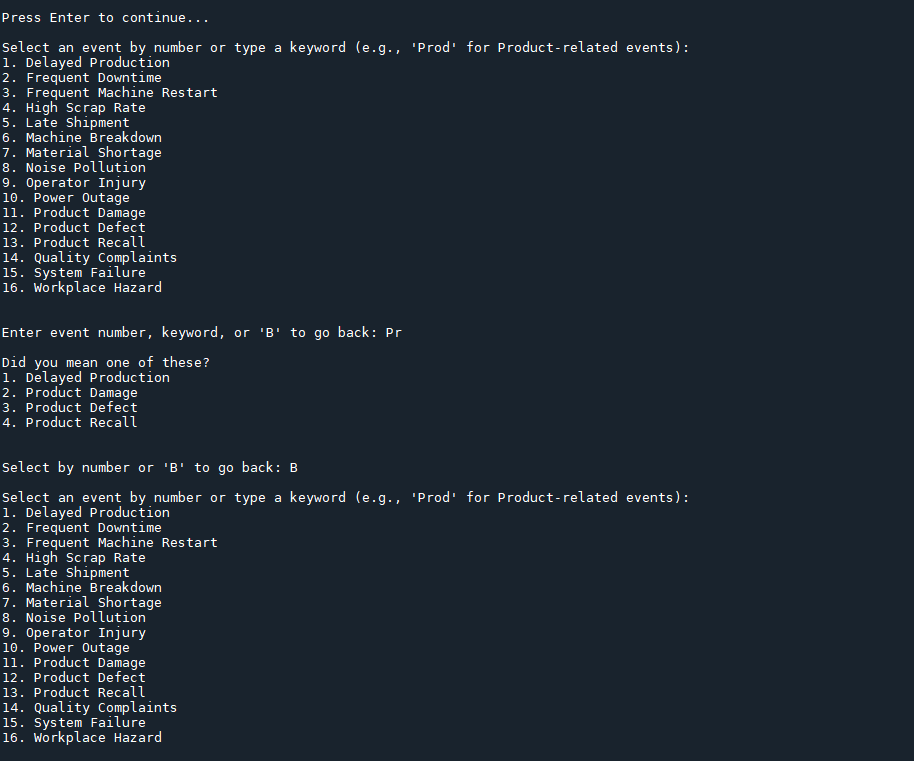 Press Enter to continue...
Select an event by number or type a keyword (e.g., 'Prod' for Product-related events):
1. Delayed Production
2. Frequent Downtime
3. Frequent Machine Restart
4. High Scrap Rate
5. Late Shipment
6. Machine Breakdown
7. Material Shortage
8. Noise Pollution
9. Operator Injury
10. Power Outage
11. Product Damage
12. Product Defect
13. Product Recall
14. Quality Complaints
15. System Failure
16. Workplace Hazard
Enter event number, keyword, or 'B' to go back: Pr
Did you mean one of these?
1. Delayed Production
2. Product Damage
3. Product Defect
4. Product Recall
Select by number or 'B' to go back: B
Select an event by number or type a keyword (e.g., 'Prod' for Product-related events):
1. Delayed Production
2. Frequent Downtime
3. Frequent Machine Restart
4. High Scrap Rate
5. Late Shipment
6. Machine Breakdown
7. Material Shortage
8. Noise Pollution
9. Operator Injury
10. Power Outage
11. Product Damage
12. Product Defect
13. Product Recall
14. Quality Complaints
15. System Failure
16. Workplace Hazard